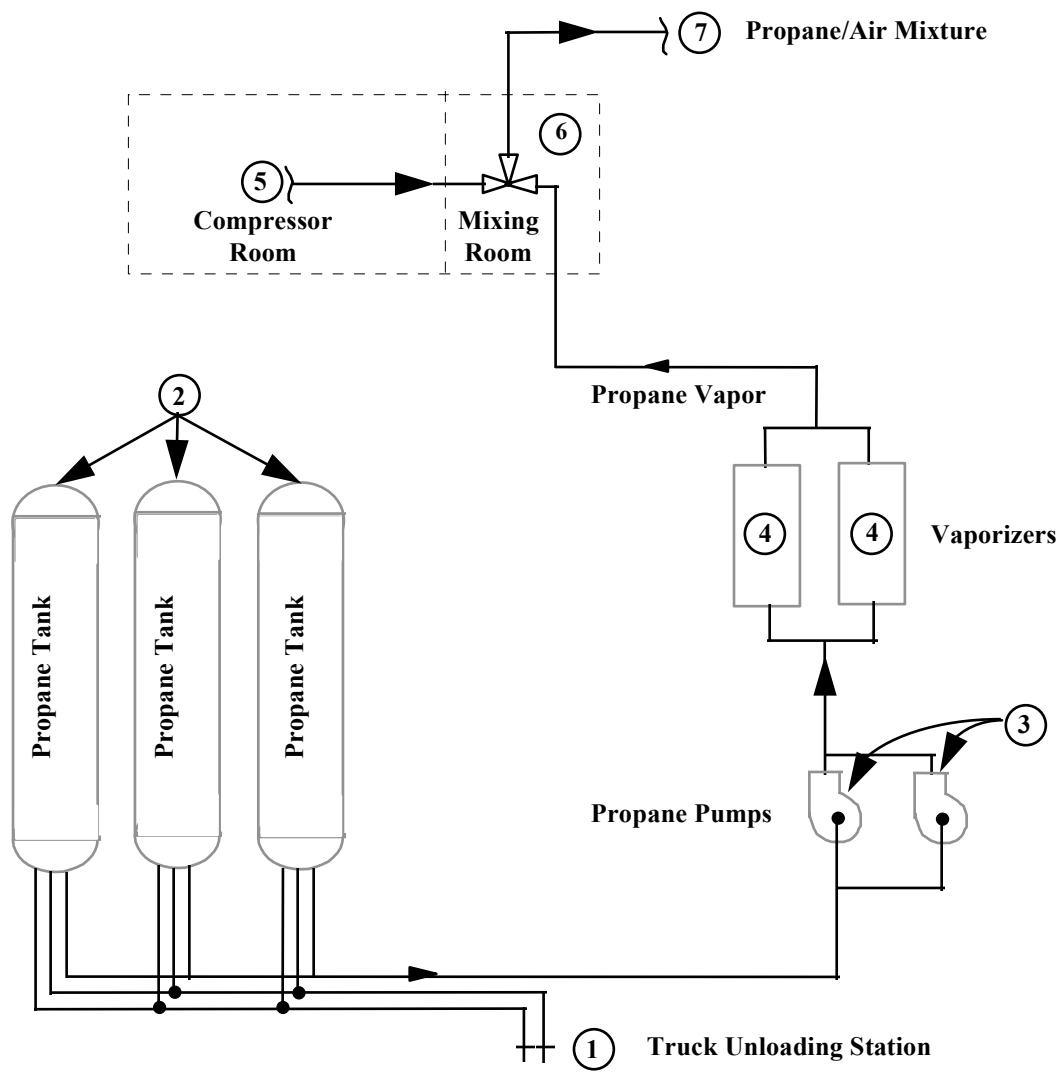 7 Propane/Air Mixture
6
5
Compressor
Room
Mixing
Room
2
Propane Vapor
4 4 Vaporizers
Propane Tank
Propane Tank
Propane Tank
3
Propane Pumps
1 Truck Unloading Station